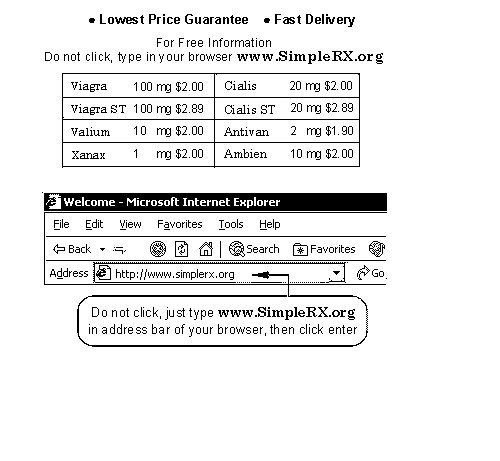 • Lowest Price Guarantee • Fast Delivery
For Free Information
Do not click, type in your browser www.SimpleRX.org
Viagra 100 mg $2.00 Cialis 20 mg $2.00
Viagra ST 100 mg $2.89 Cialis ST 20 mg $2.89
Valium 10 mg $2.00 Antivan 2 mg $1.90
Xanax 1 mg $2.00 Ambien 10 mg $2.00
Welcome - Microsoft Internet Explorer
File Edit View Favorites Tools Help
Back Search Favorites
Address http://www.simplerx.org Go
Do not click, just type www.SimpleRX.org
in address bar of your browser, then click enter